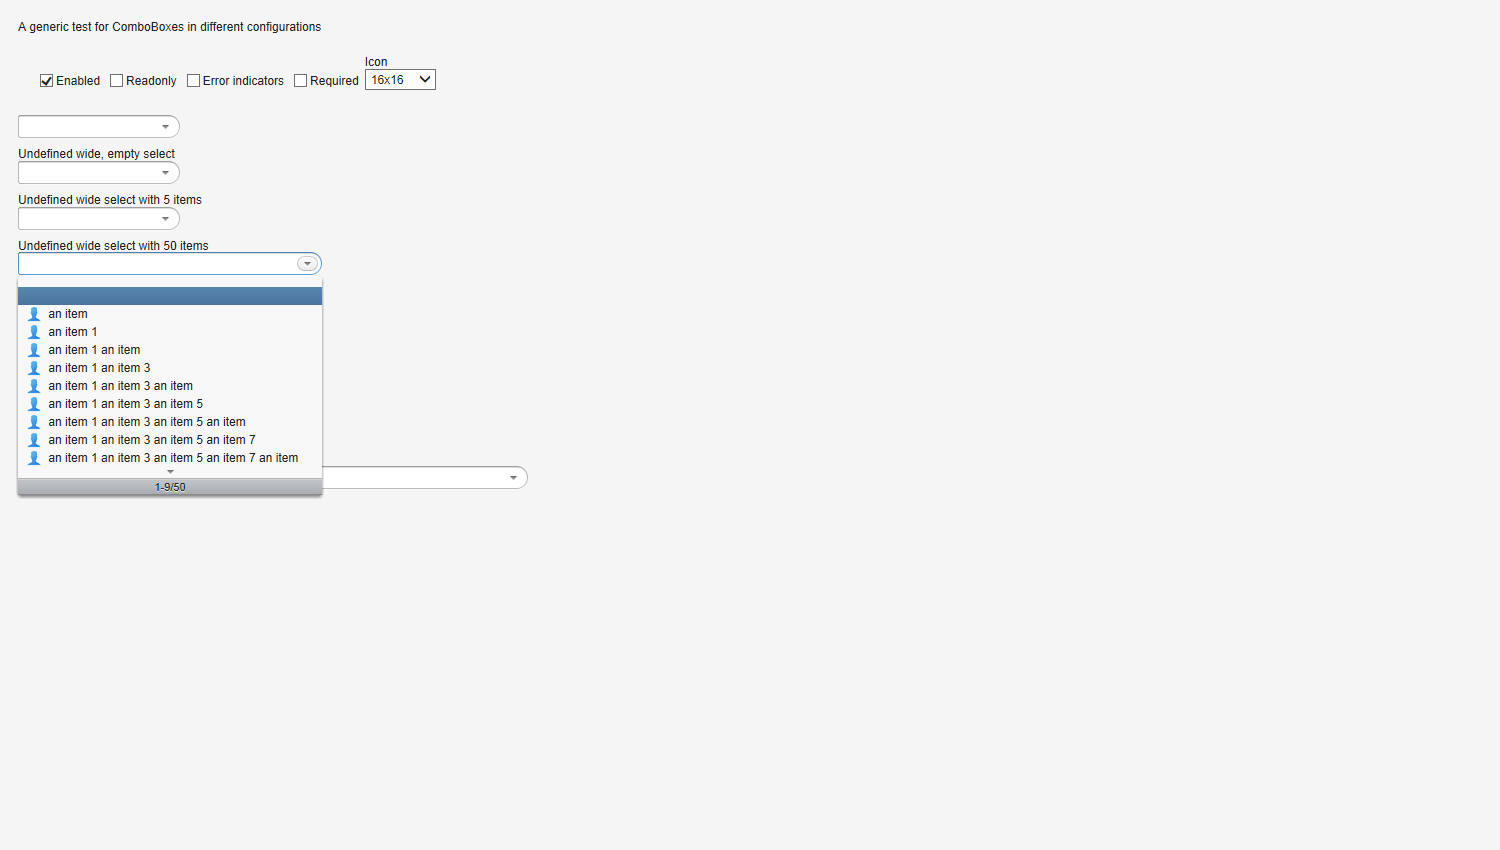 A generic test for ComboBoxes in different configurations
Icon
Enabled Readonly Error indicators Required 16x16
Undefined wide, empty select
Undefined wide select with 5 items
Undefined wide select with 50 items
an item
an item 1
an item 1 an item
an item 1 an item 3
an item 1 an item 3 an item
an item 1 an item 3 an item 5
an item 1 an item 3 an item 5 an item
an item 1 an item 3 an item 5 an item 7
an item 1 an item 3 an item 5 an item 7 an item
1-9/50